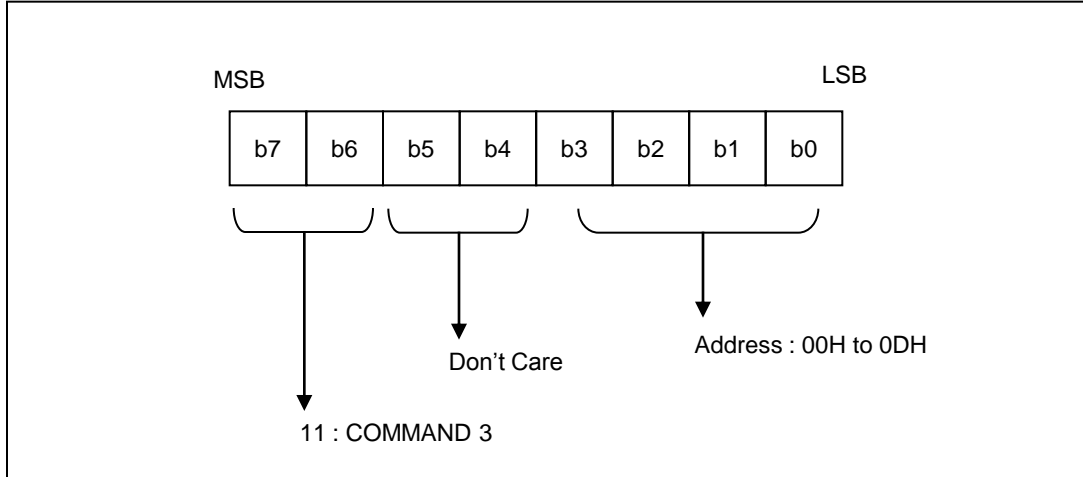 MSB LSB
b7 b6 b5 b4 b3 b2 b1 b0
Address : 00H to 0DH
Don’t Care
11 : COMMAND 3